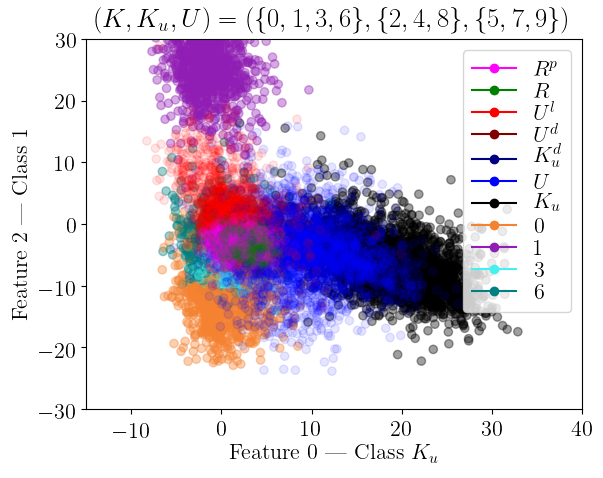 (K, K_u, U) = ({0, 1, 3, 6}, {2, 4, 8}, {5, 7, 9})
30
20
10
0
−10
−20
−30
Feature 2 — Class 1
R^p
R
U^l
U^d
K_u^d
U
K_u
0
1
3
6
−10
0
10
20
30
40
Feature 0 — Class K_u